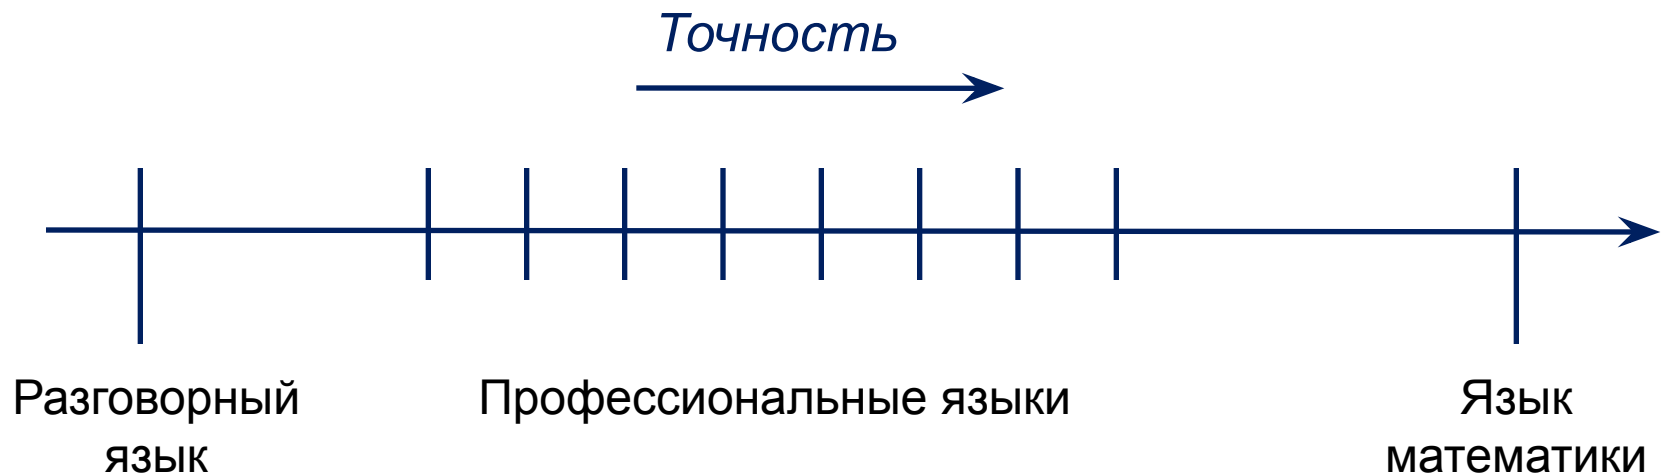 Точность
Разговорный
язык
Профессиональные языки
Язык
математики